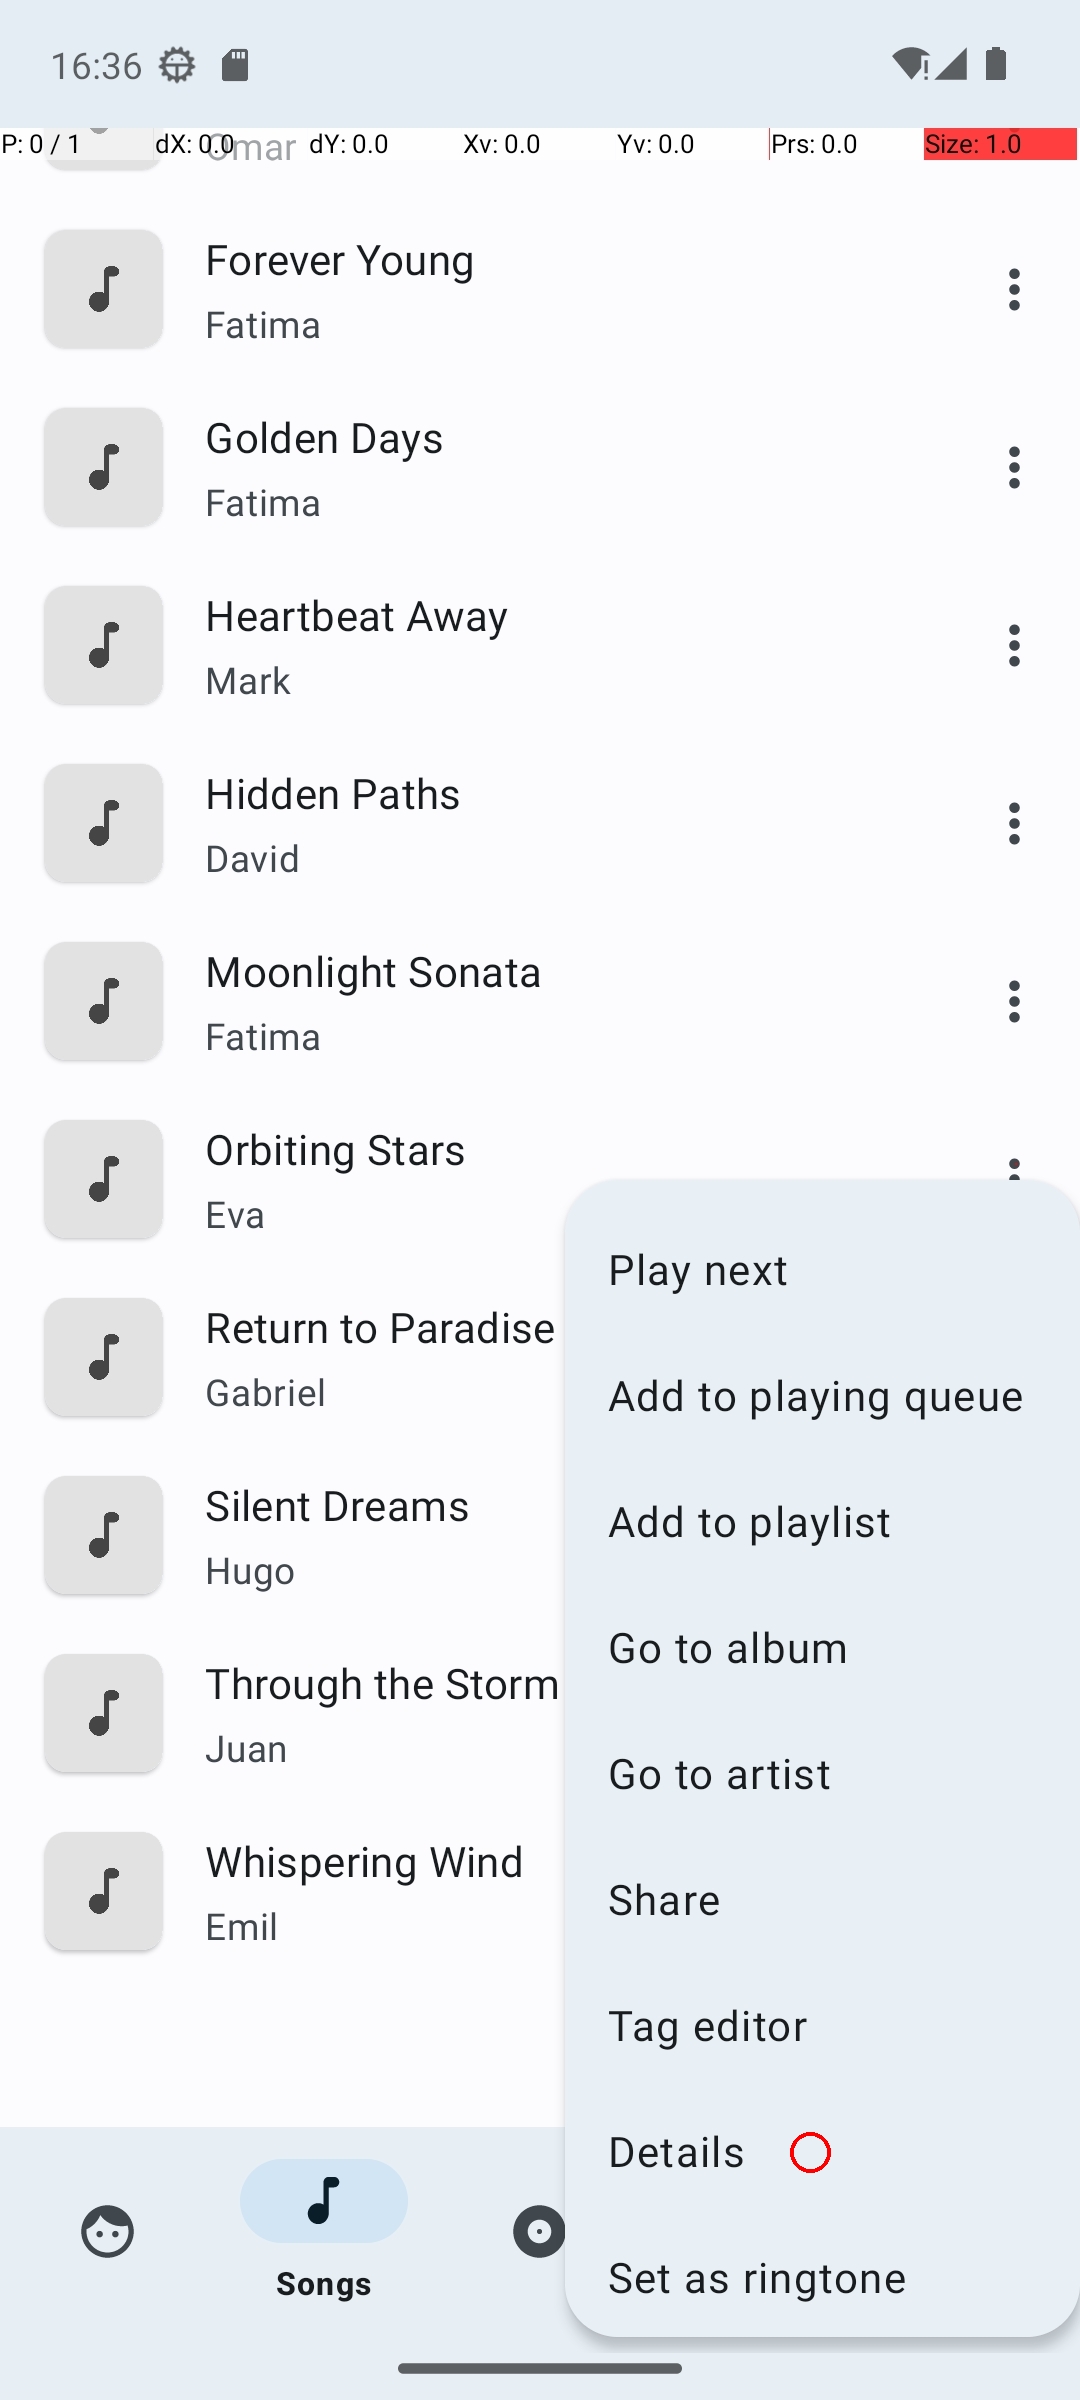 16:36
P: 0 / 1 dX: 0.0 dY: 0.0 Xv: 0.0 Yv: 0.0 Prs: 0.0 Size: 1.0
Omar
Forever Young
Fatima
Golden Days
Fatima
Heartbeat Away
Mark
Hidden Paths
David
Moonlight Sonata
Fatima
Orbiting Stars
Eva
Return to Paradise
Gabriel
Silent Dreams
Hugo
Through the Storm
Juan
Whispering Wind
Emil
Play next
Add to playing queue
Add to playlist
Go to album
Go to artist
Share
Tag editor
Details
Set as ringtone
Songs